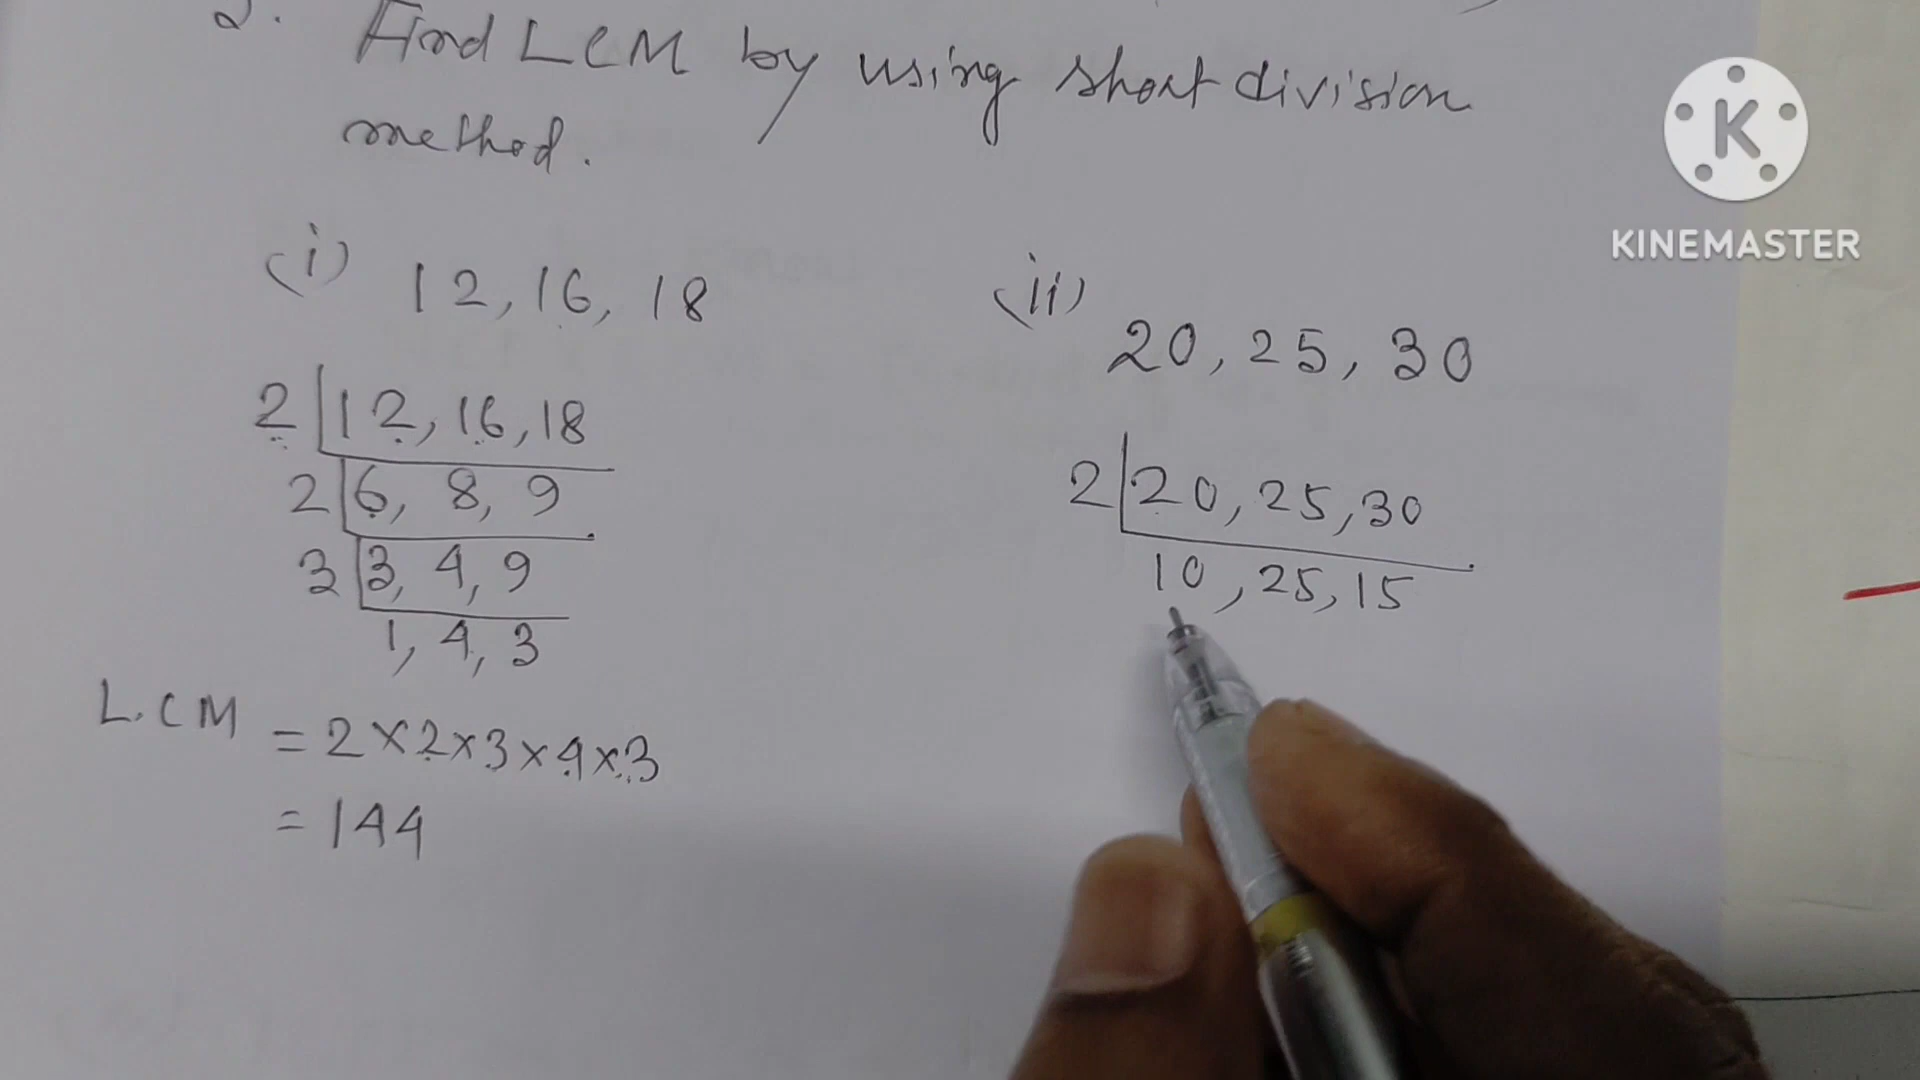 2. Find LCM by using short division
method.
(i) 12, 16, 18
2 12, 16, 18
2 6, 8, 9
3 3, 4, 9
1, 4, 3
L.CM = 2×2×3×4×3
= 144
(ii) 20, 25, 30
2 20, 25, 30
10, 25, 15
K
KINEMASTER